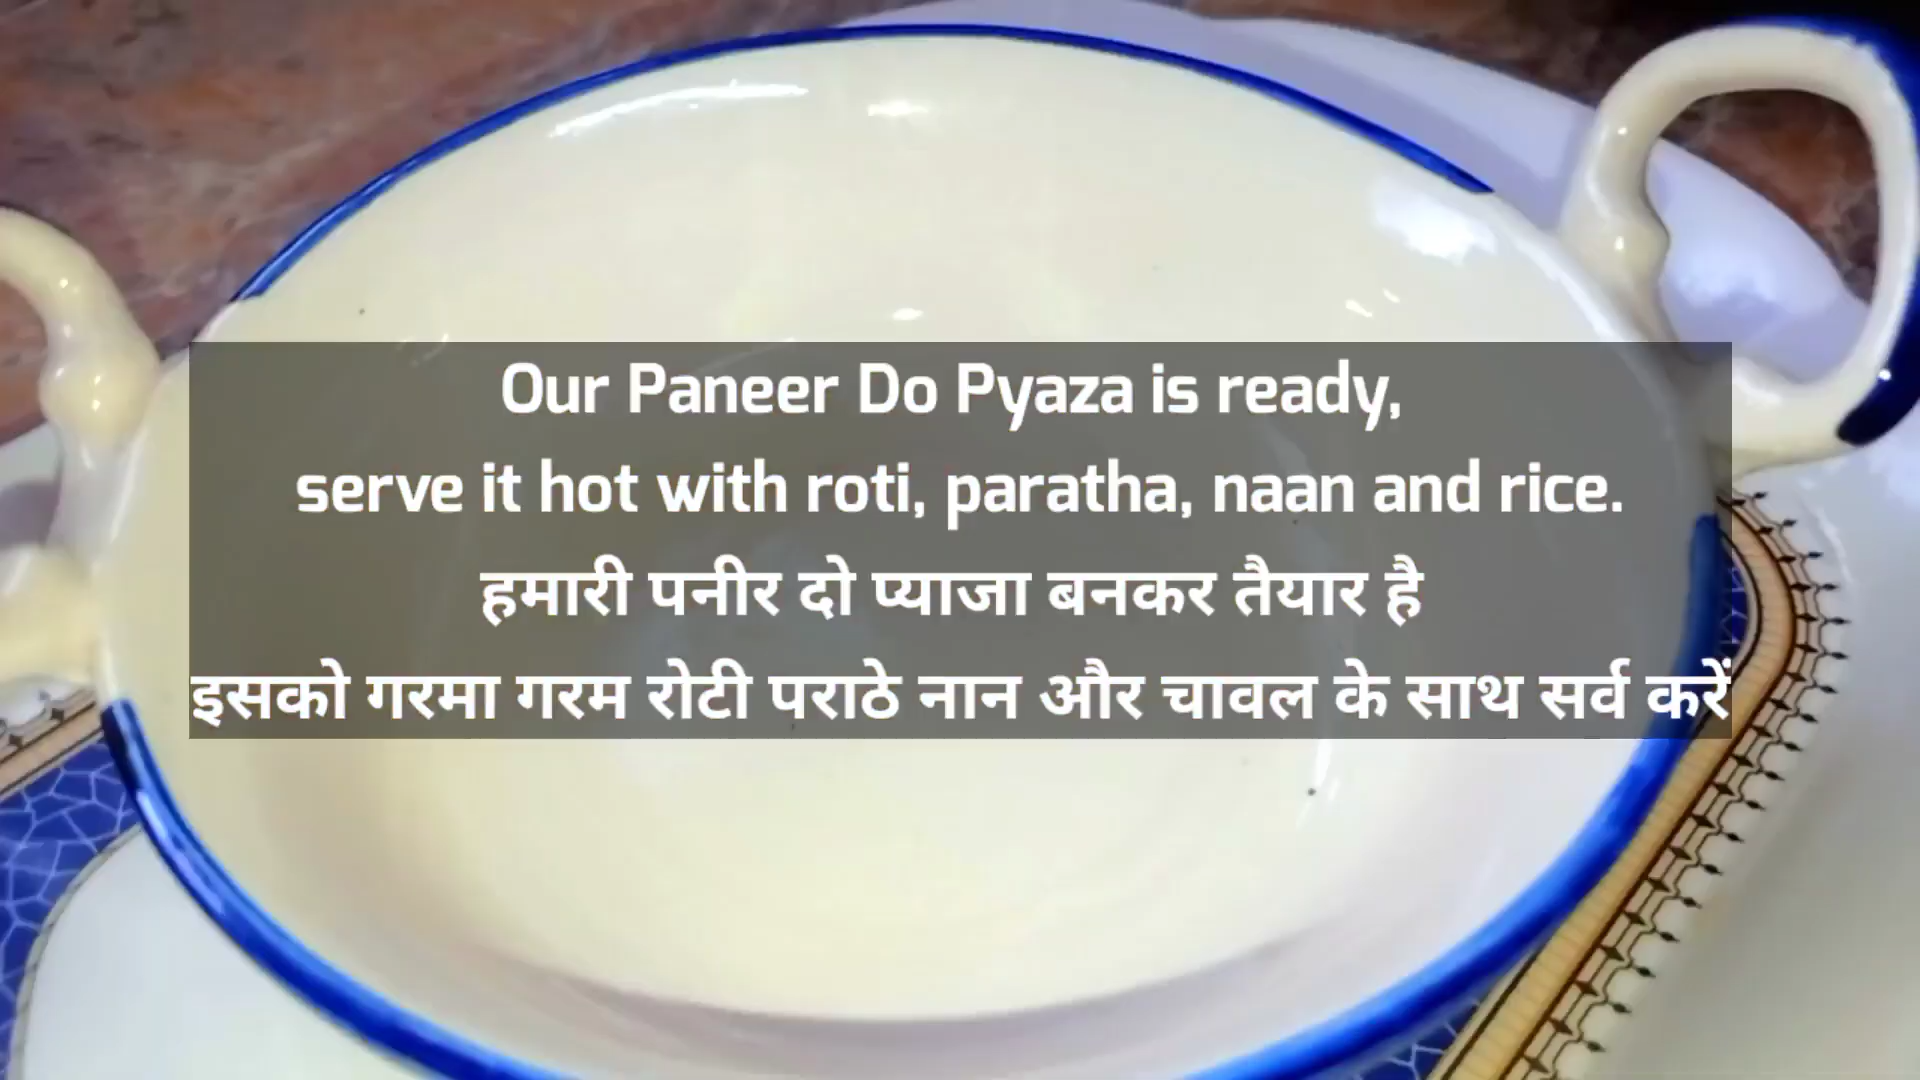 Our Paneer Do Pyaza is ready,
serve it hot with roti, paratha, naan and rice.
हमारी पनीर दो प्याजा बनकर तैयार है
इसको गरमा गरम रोटी पराठे नान और चावल के साथ सर्व करें